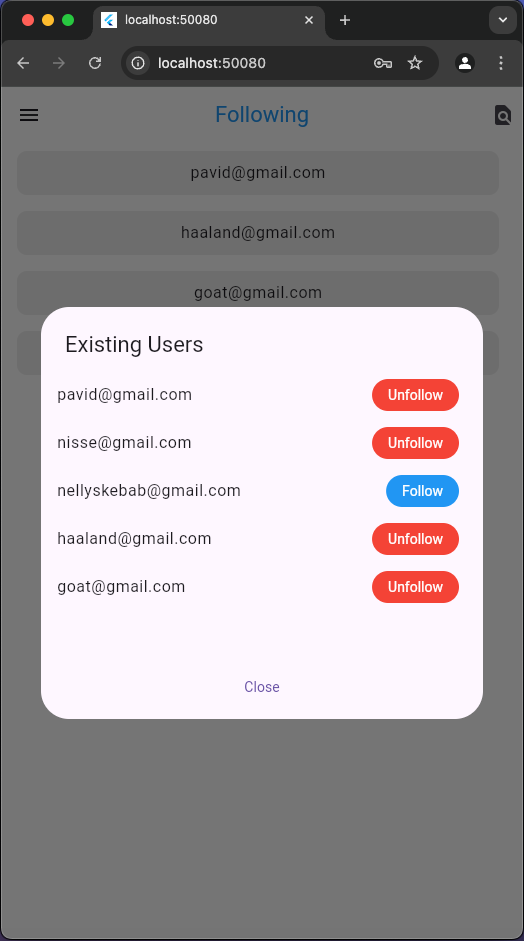 localhost:50080
localhost:50080
Following
pavid@gmail.com
haaland@gmail.com
goat@gmail.com
Existing Users
pavid@gmail.com Unfollow
nisse@gmail.com Unfollow
nellyskebab@gmail.com Follow
haaland@gmail.com Unfollow
goat@gmail.com Unfollow
Close